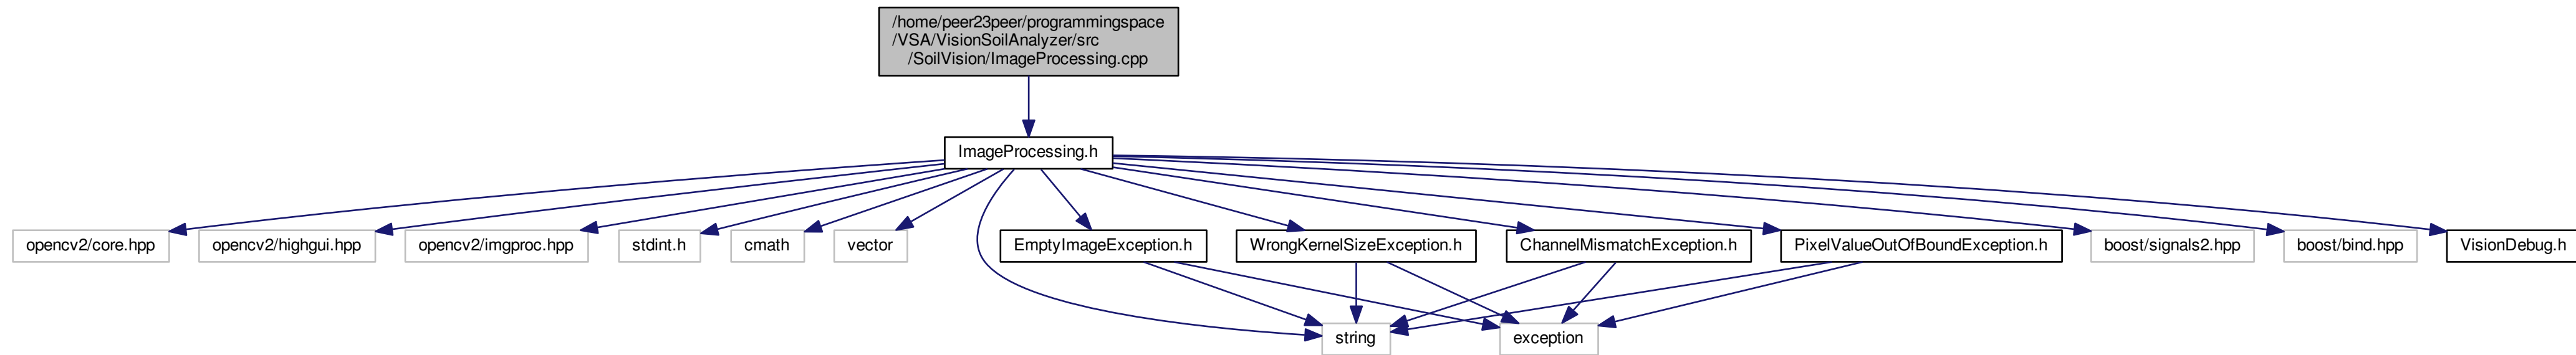 /home/peer23peer/programmingspace
/VSA/VisionSoilAnalyzer/src
/SoilVision/ImageProcessing.cpp
ImageProcessing.h
opencv2/core.hpp
opencv2/highgui.hpp
opencv2/imgproc.hpp
stdint.h
cmath
vector
EmptyImageException.h
WrongKernelSizeException.h
ChannelMismatchException.h
PixelValueOutOfBoundException.h
boost/signals2.hpp
boost/bind.hpp
VisionDebug.h
string
exception